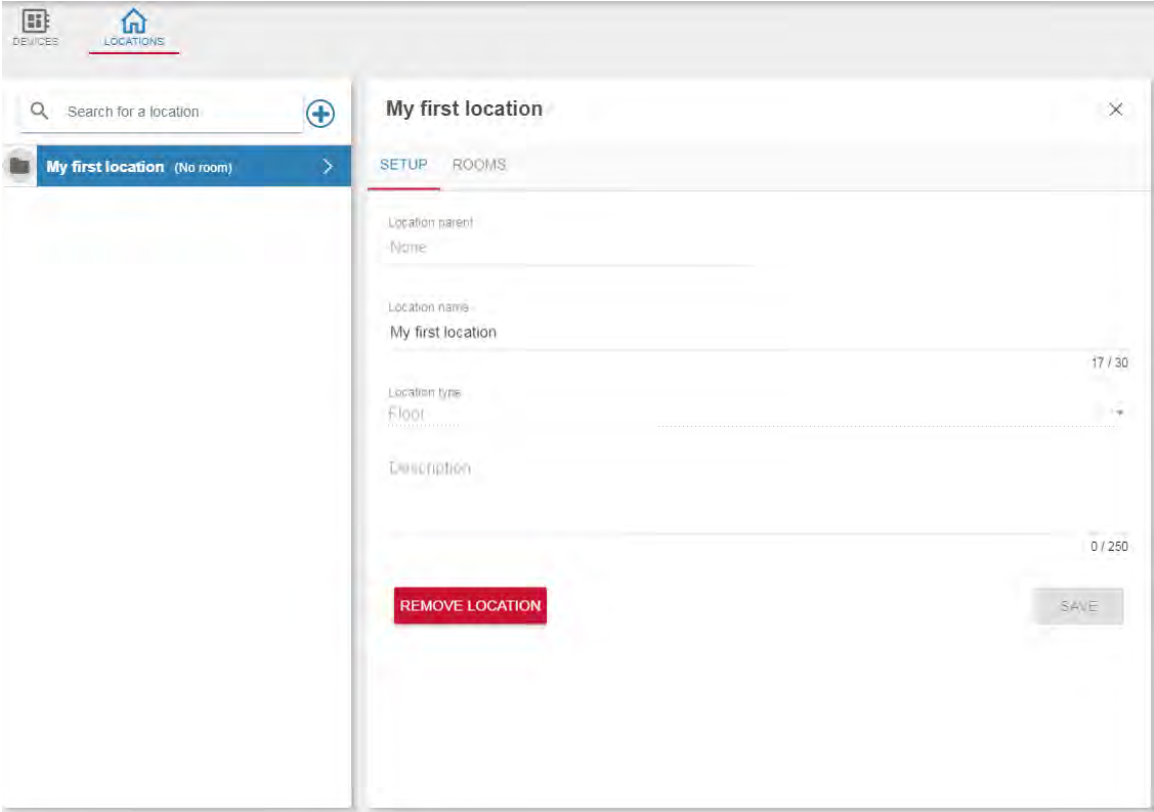 DEVICES
LOCATIONS
Search for a location
My first location (No room)
My first location
SETUP ROOMS
Location parent
None
Location name
My first location
17 / 30
Location type
Floor
Description
0 / 250
REMOVE LOCATION
SAVE